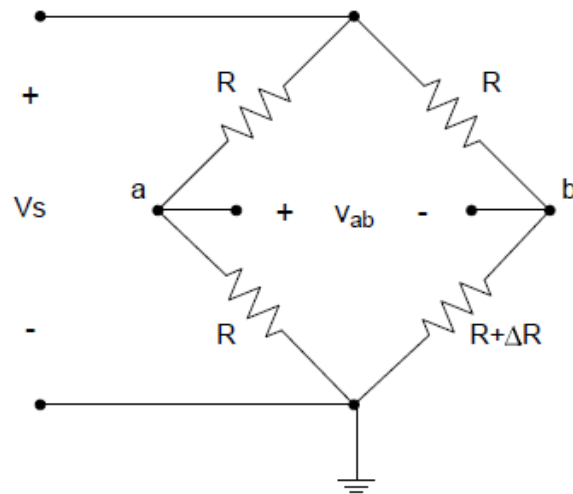 R R
+
a b
Vs + vab -
-
R R+ΔR